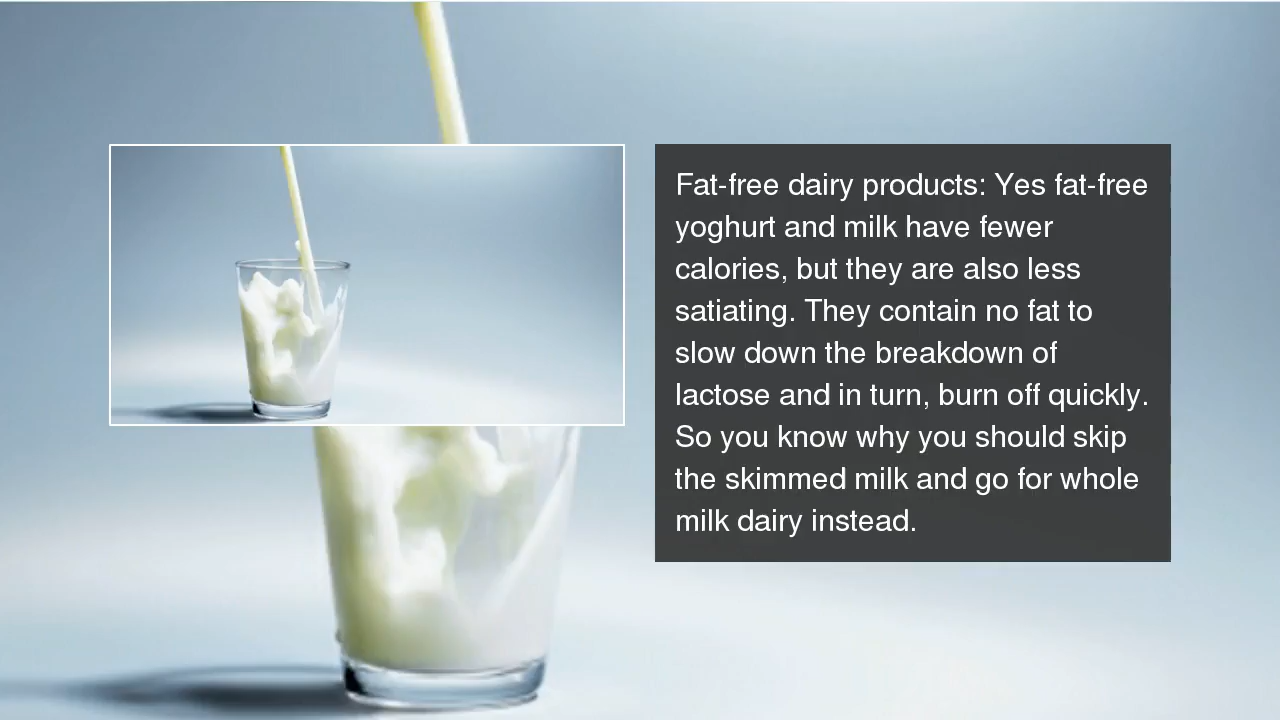 Fat-free dairy products: Yes fat-free
yoghurt and milk have fewer
calories, but they are also less
satiating. They contain no fat to
slow down the breakdown of
lactose and in turn, burn off quickly.
So you know why you should skip
the skimmed milk and go for whole
milk dairy instead.